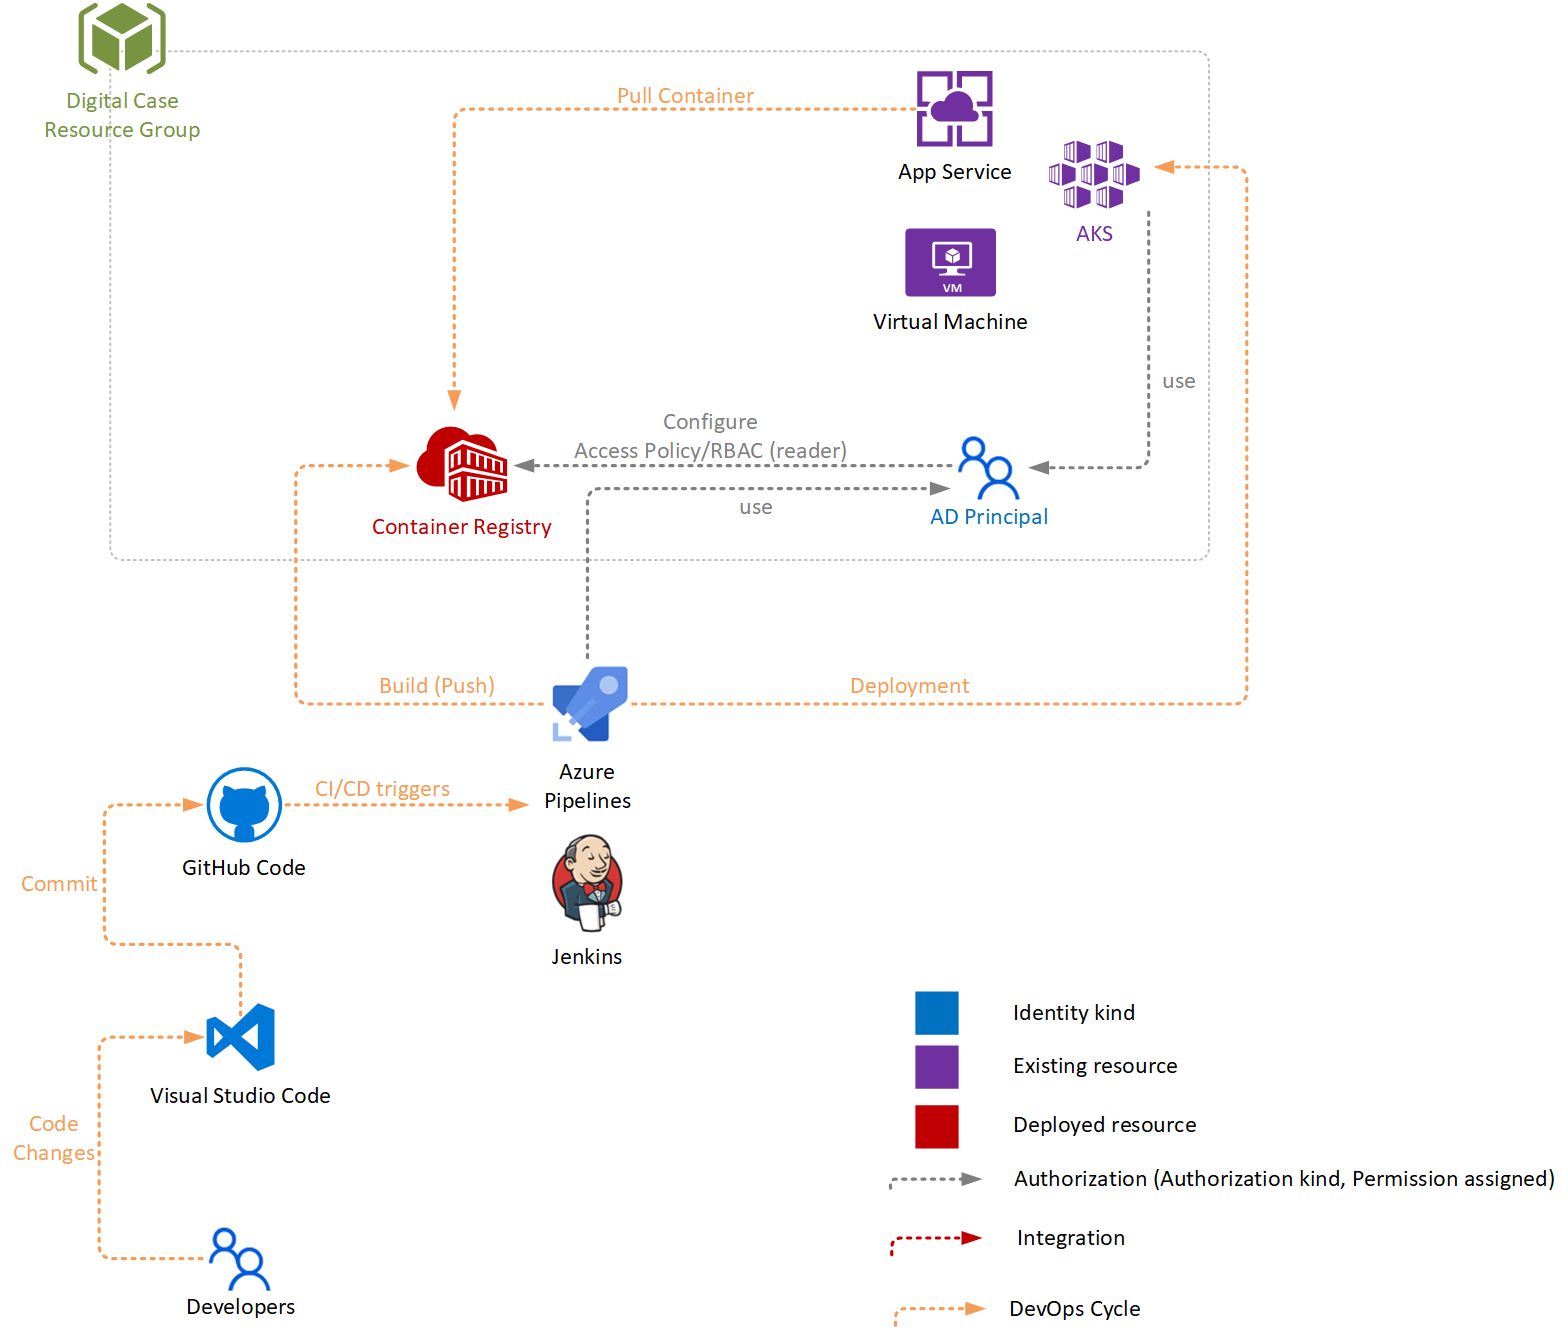 Digital Case
Resource Group
Pull Container
App Service
AKS
VM
Virtual Machine
use
Configure
Access Policy/RBAC (reader)
use
Container Registry
AD Principal
Build (Push)
Deployment
Azure
Pipelines
CI/CD triggers
GitHub Code
Commit
Jenkins
Visual Studio Code
Code
Changes
Developers
Identity kind
Existing resource
Deployed resource
Authorization (Authorization kind, Permission assigned)
Integration
DevOps Cycle